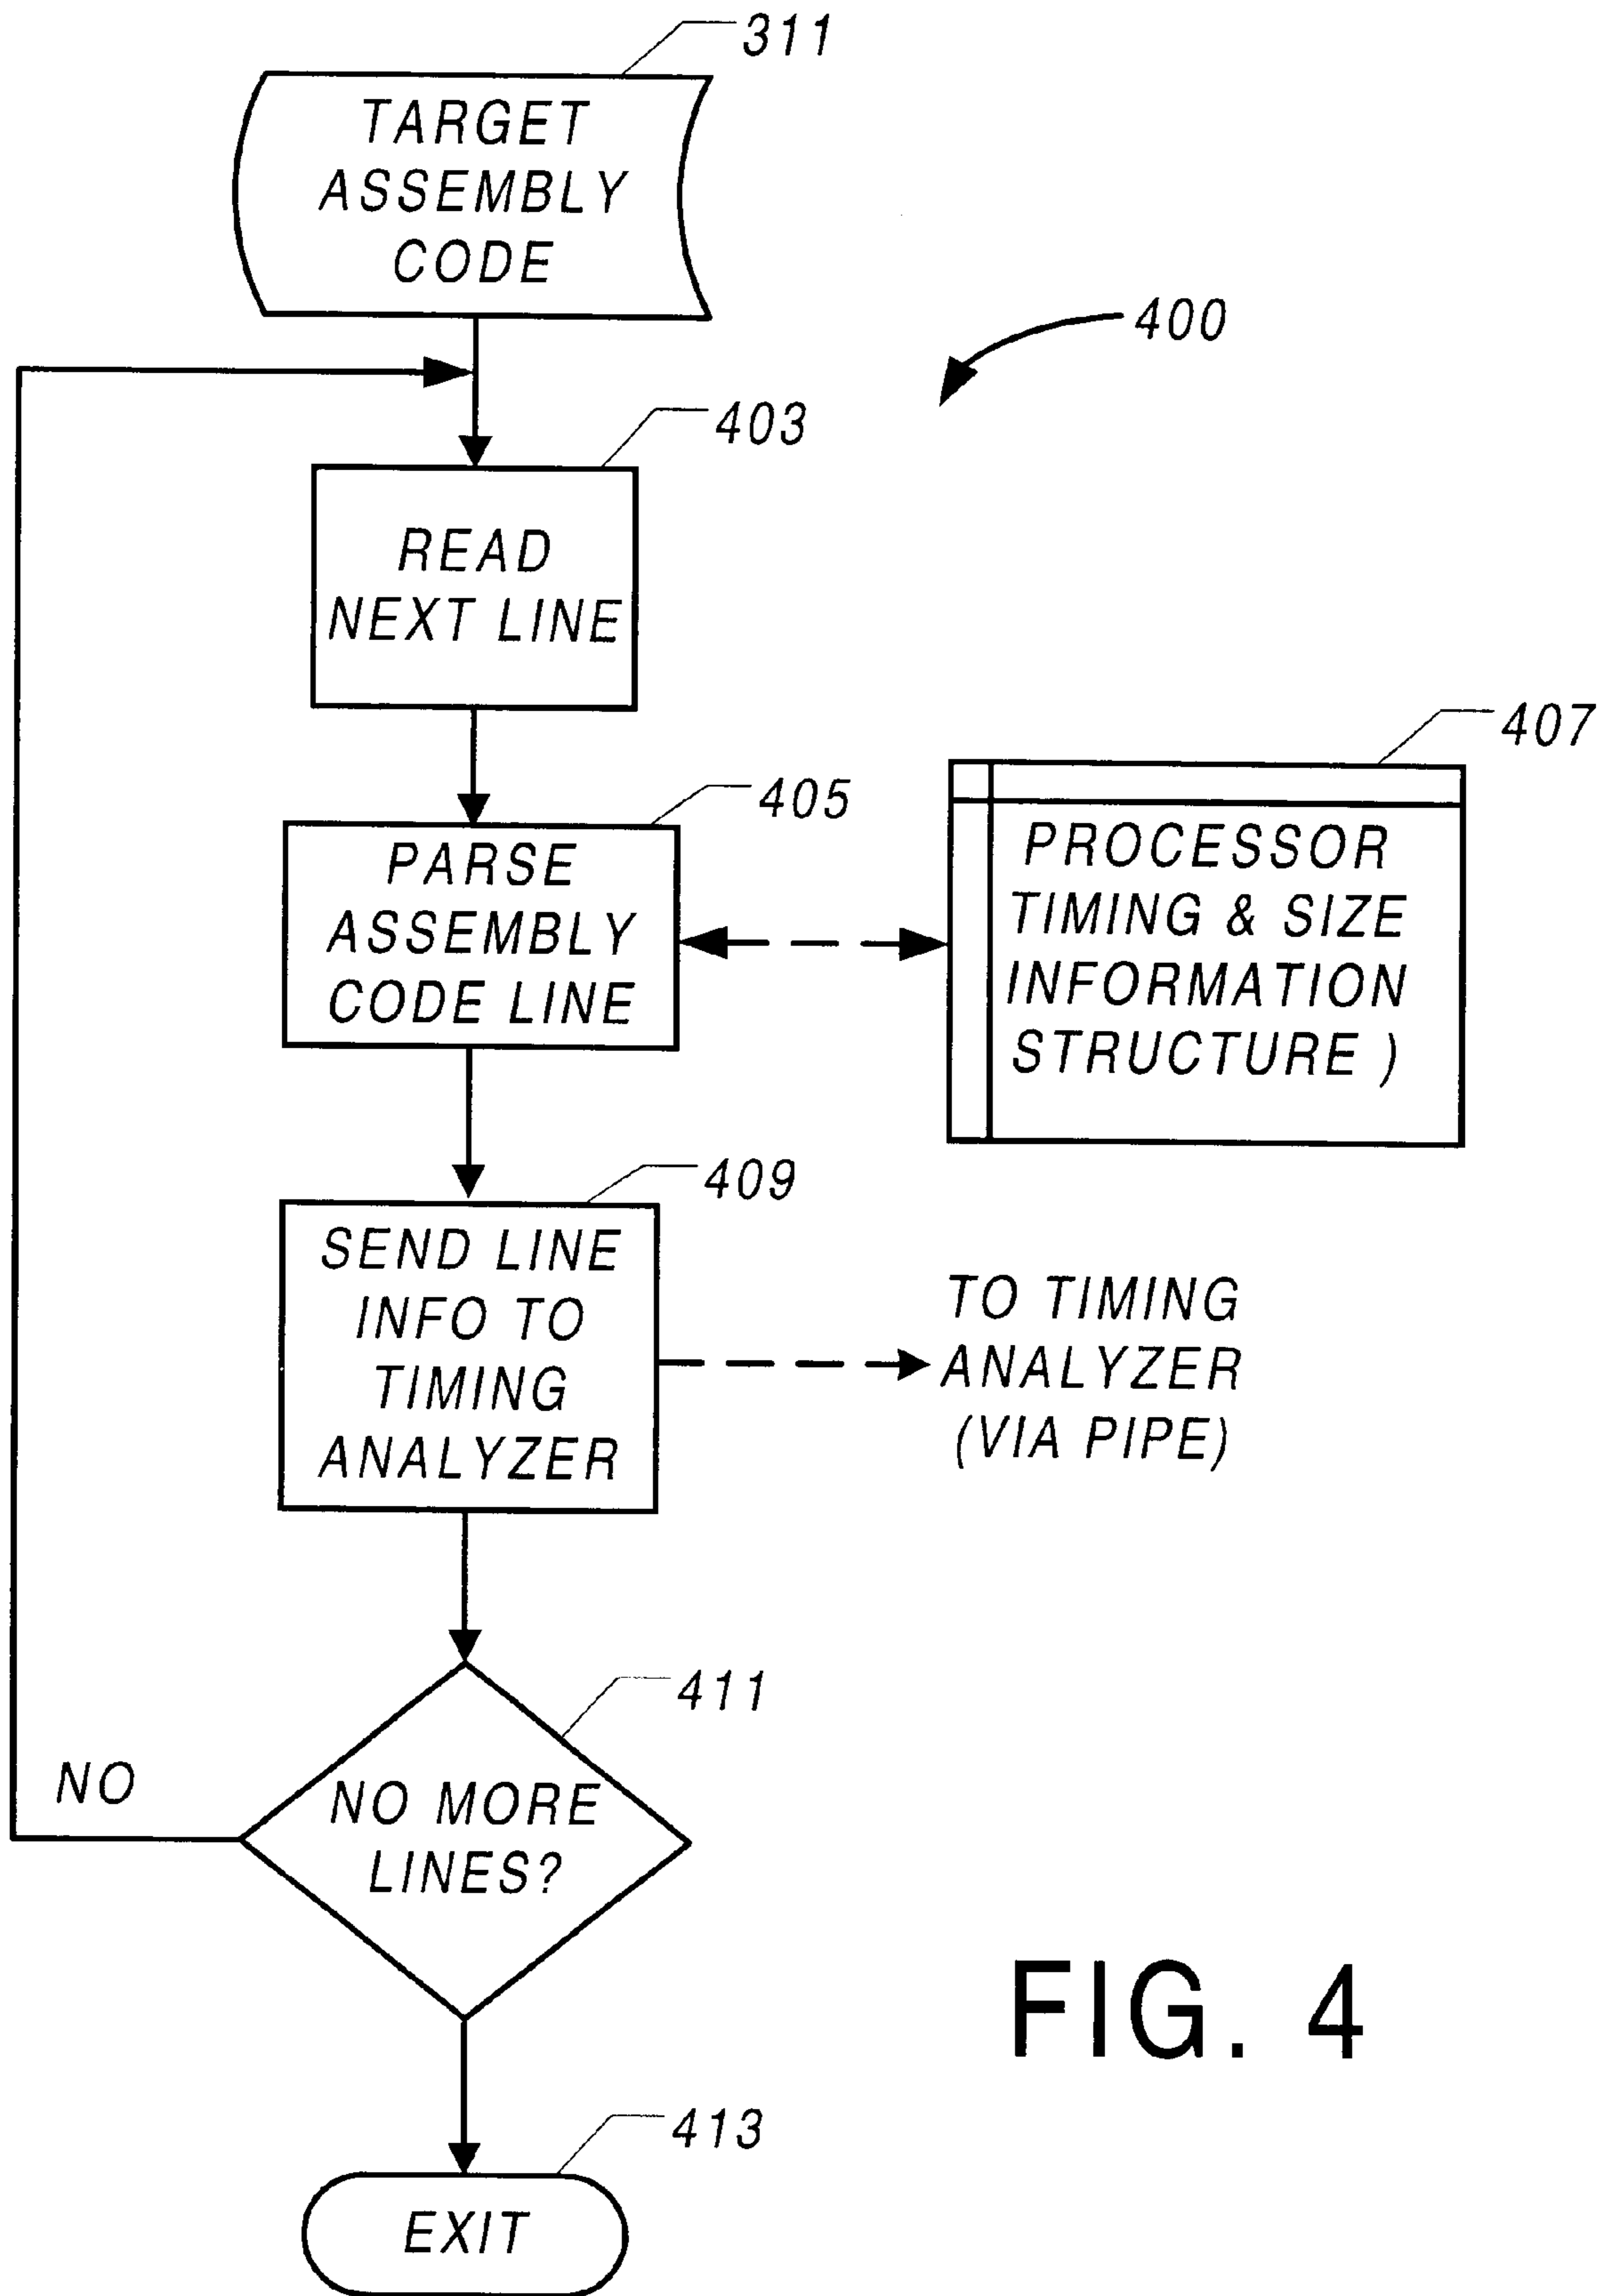 311
TARGET
ASSEMBLY
CODE
400
403
READ
NEXT LINE
405
PARSE
ASSEMBLY
CODE LINE
407
PROCESSOR
TIMING & SIZE
INFORMATION
STRUCTURE )
409
SEND LINE
INFO TO
TIMING
ANALYZER
TO TIMING
ANALYZER
(VIA PIPE)
411
NO MORE
LINES?
NO
413
EXIT
FIG. 4